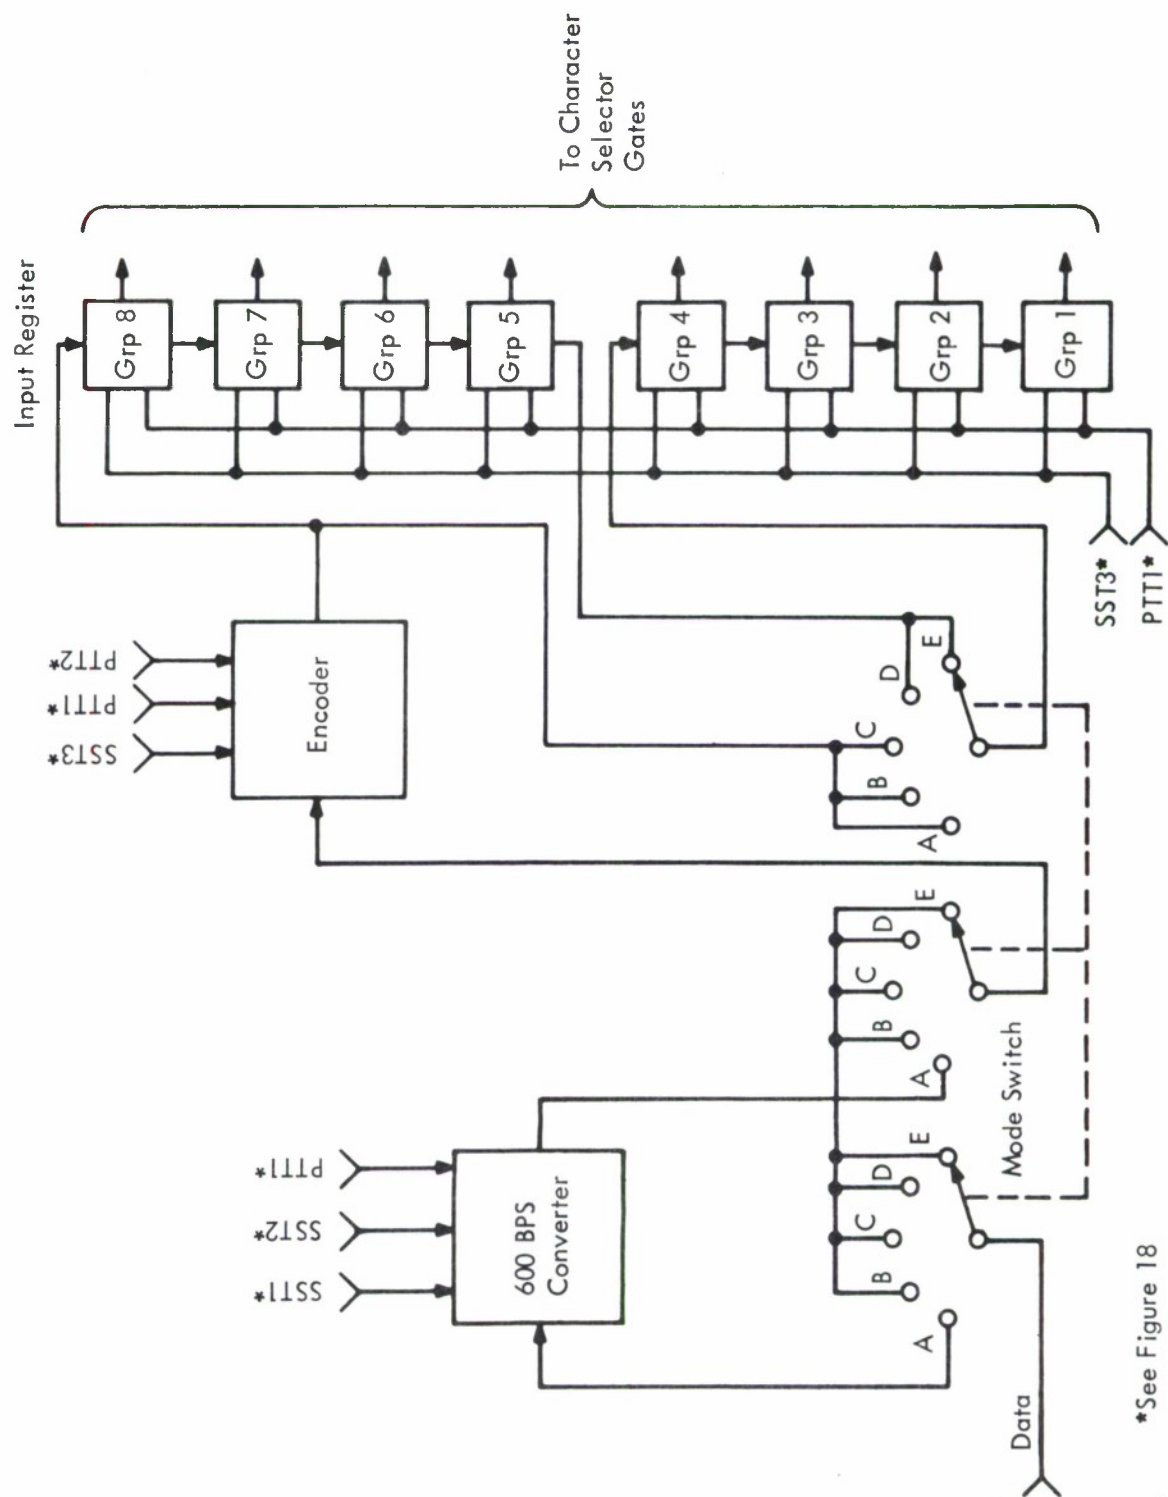 Input Register
Grp 8
Grp 7
Grp 6
Grp 5
Grp 4
Grp 3
Grp 2
Grp 1
To Character
Selector
Gates
SST3*
PTT1*
PTT2*
Encoder
SST3*
PTT1*
A
B
C
D
E
PTT1*
SST2*
SST1*
600 BPS
Converter
A
B
C
D
E
A
B
C
D
E
Mode Switch
Data
*See Figure 18